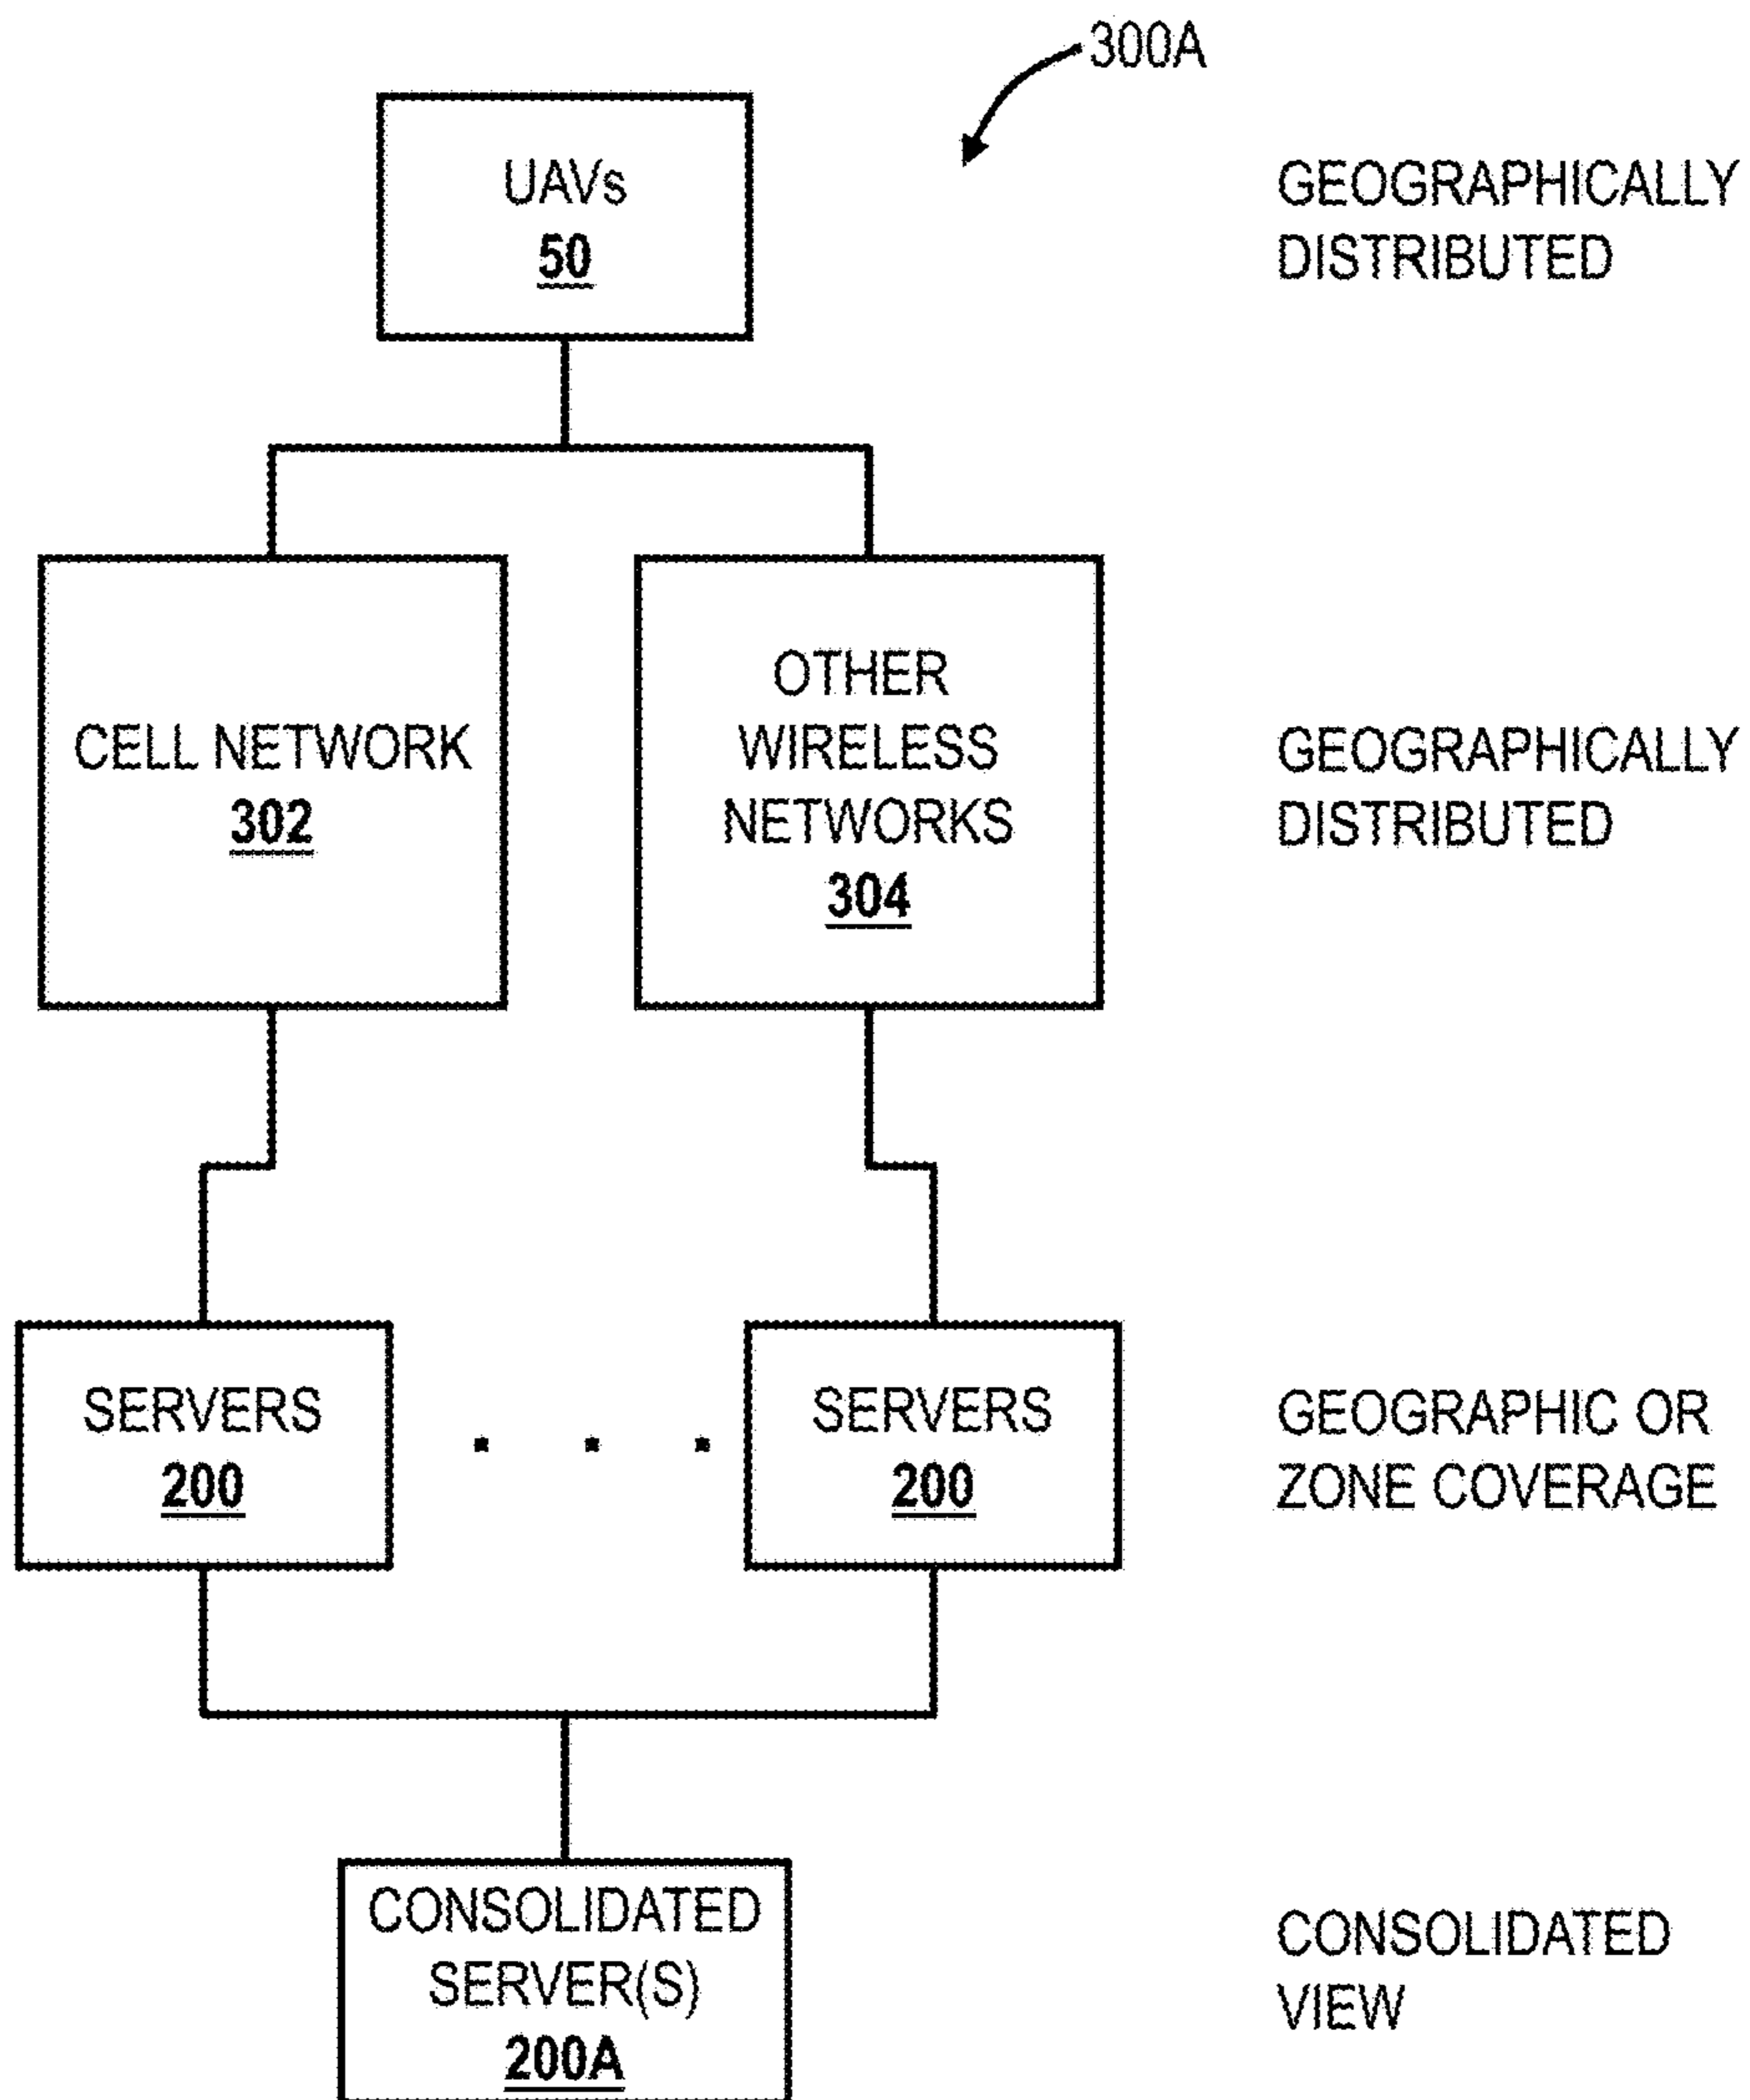 300A
UAVs
50
GEOGRAPHICALLY
DISTRIBUTED
CELL NETWORK
302
OTHER
WIRELESS
NETWORKS
304
GEOGRAPHICALLY
DISTRIBUTED
SERVERS
200
. . .
SERVERS
200
GEOGRAPHIC OR
ZONE COVERAGE
CONSOLIDATED
SERVER(S)
200A
CONSOLIDATED
VIEW